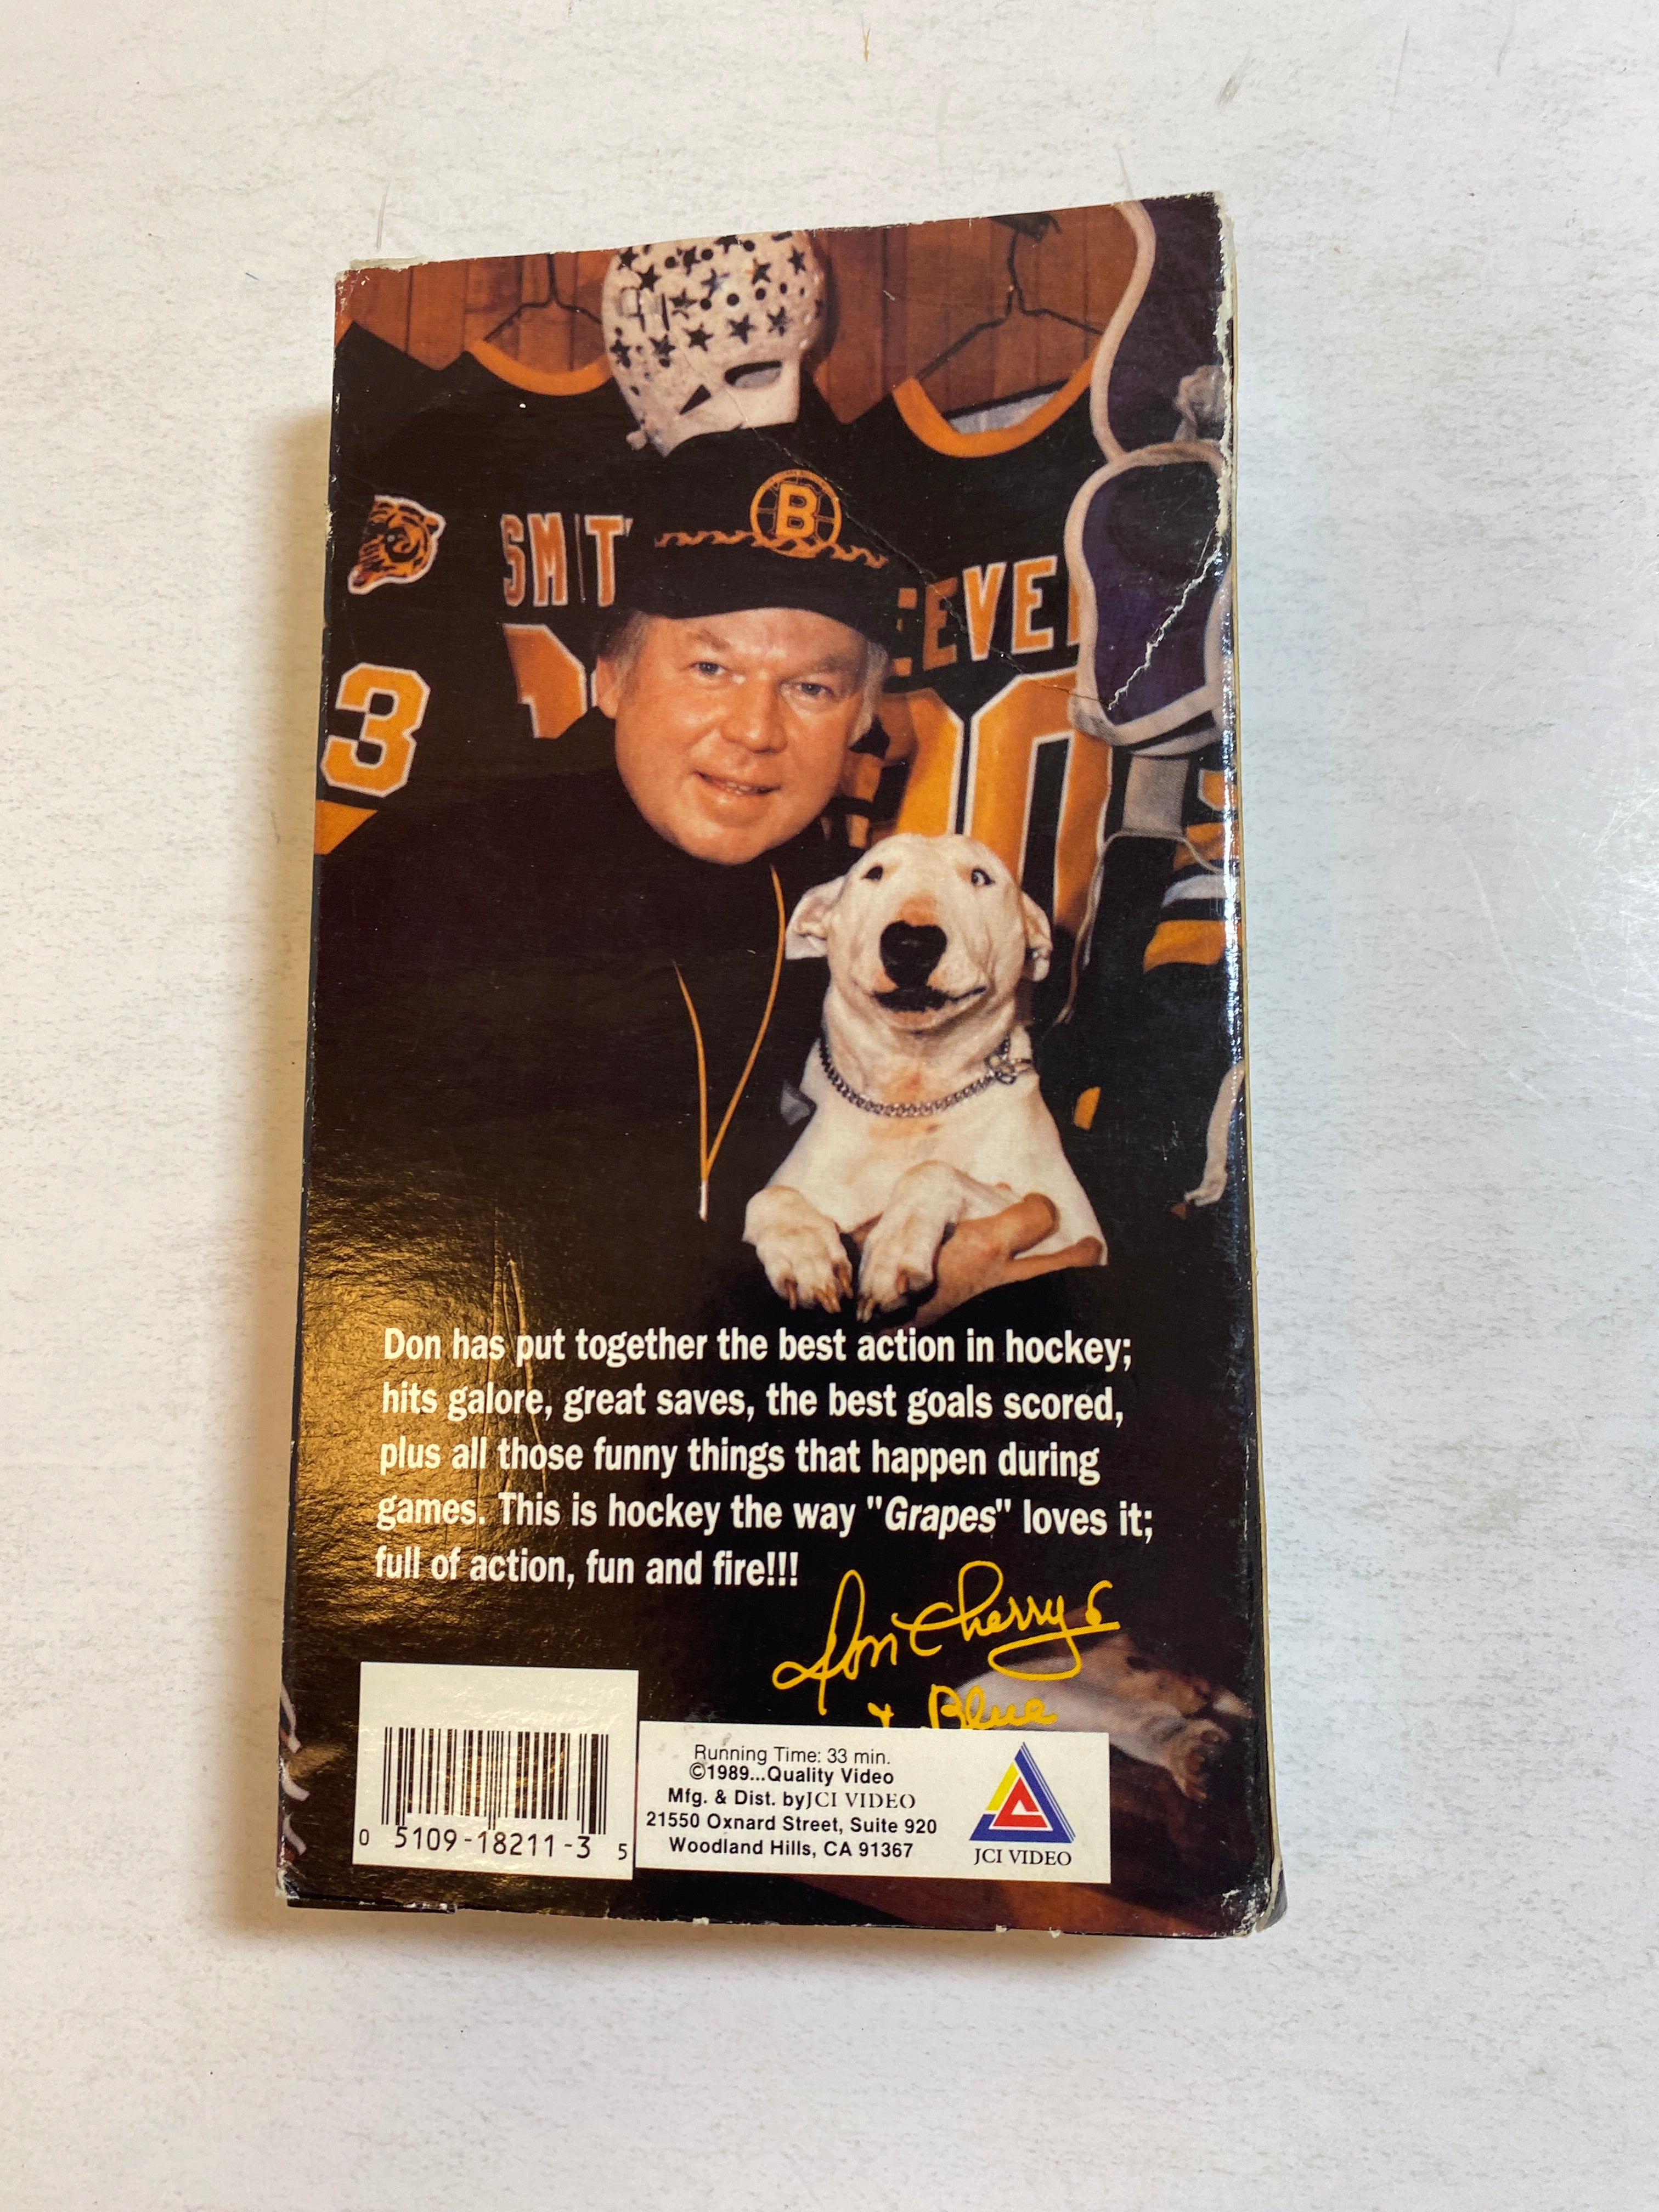 B
SMIT
EEVE
3
Don has put together the best action in hockey;
hits galore, great saves, the best goals scored,
plus all those funny things that happen during
games. This is hockey the way "Grapes" loves it;
full of action, fun and fire!!!
Don Cherry
& Blue
Running Time: 33 min.
©1989...Quality Video
Mfg. & Dist. by JCI VIDEO
21550 Oxnard Street, Suite 920
Woodland Hills, CA 91367
JCI VIDEO
0 5109-18211-3 5